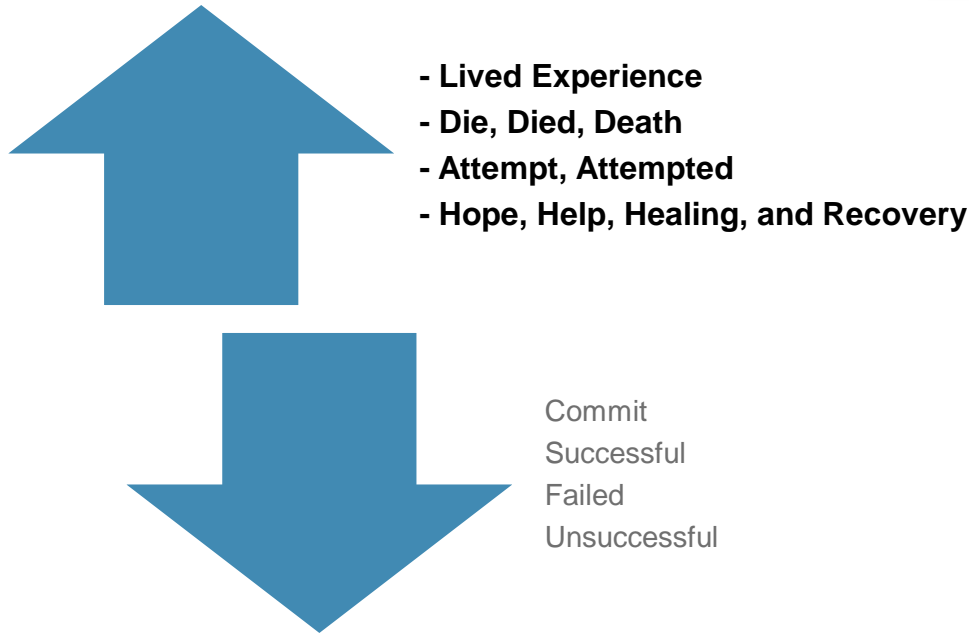 - Lived Experience
- Die, Died, Death
- Attempt, Attempted
- Hope, Help, Healing, and Recovery
Commit
Successful
Failed
Unsuccessful